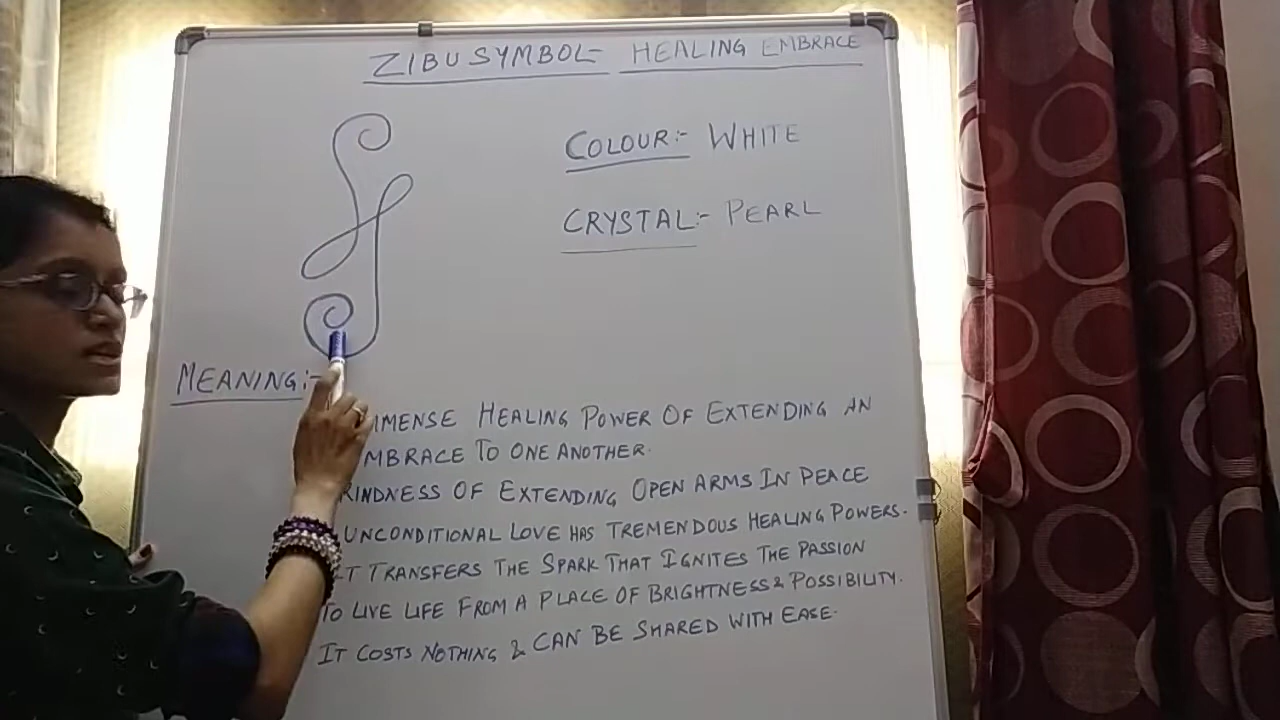 ZIBU SYMBOL- HEALING EMBRACE
COLOUR:- WHITE
CRYSTAL:- PEARL
MEANING:-
HEALING POWER OF EXTENDING AN
TO ONE ANOTHER.
KINDNESS OF EXTENDING OPEN ARMS IN PEACE
UNCONDITIONAL LOVE HAS TREMENDOUS HEALING POWERS.
IT TRANSFERS THE SPARK THAT IGNITES THE PASSION
TO LIVE LIFE FROM A PLACE OF BRIGHTNESS & POSSIBILITY.
IT COSTS NOTHING & CAN BE SHARED WITH EASE.